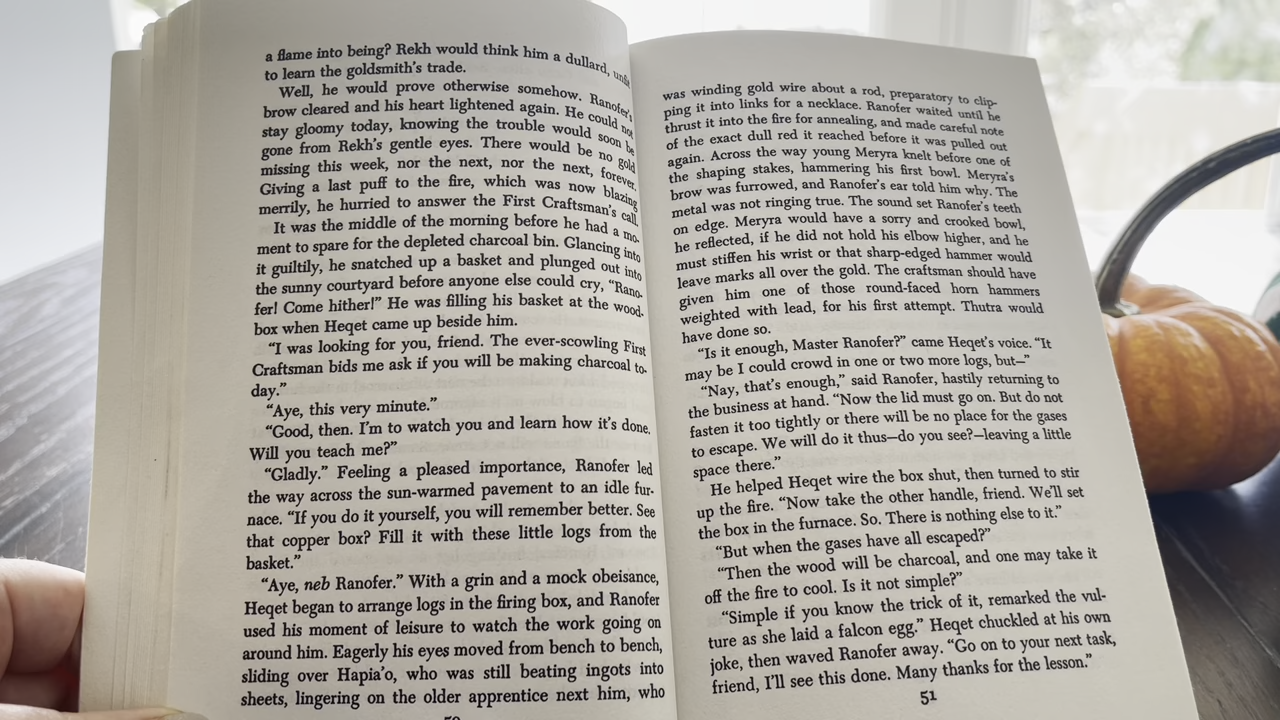 a flame into being? Rekh would think him a dullard, unfit
to learn the goldsmith's trade.
Well, he would prove otherwise somehow. Ranofer's
brow cleared and his heart lightened again. He could not
stay gloomy today, knowing the trouble would soon be
gone from Rekh's gentle eyes. There would be no gold
missing this week, nor the next, nor the next, forever.
Giving a last puff to the fire, which was now blazing
merrily, he hurried to answer the First Craftsman's call.
It was the middle of the morning before he had a mo-
ment to spare for the depleted charcoal bin. Glancing into
it guiltily, he snatched up a basket and plunged out into
the sunny courtyard before anyone else could cry, "Rano-
fer! Come hither!" He was filling his basket at the wood-
box when Heqet came up beside him.
"I was looking for you, friend. The ever-scowling First
Craftsman bids me ask if you will be making charcoal to-
day."
"Aye, this very minute."
"Good, then. I'm to watch you and learn how it's done.
Will you teach me?"
"Gladly." Feeling a pleased importance, Ranofer led
the way across the sun-warmed pavement to an idle fur-
nace. "If you do it yourself, you will remember better. See
that copper box? Fill it with these little logs from the
basket."
"Aye, neb Ranofer." With a grin and a mock obeisance,
Heqet began to arrange logs in the firing box, and Ranofer
used his moment of leisure to watch the work going on
around him. Eagerly his eyes moved from bench to bench,
sliding over Hapia'o, who was still beating ingots into
sheets, lingering on the older apprentice next him, who
50
was winding gold wire about a rod, preparatory to clip-
ping it into links for a necklace. Ranofer waited until he
thrust it into the fire for annealing, and made careful note
of the exact dull red it reached before it was pulled out
again. Across the way young Meryra knelt before one of
the shaping stakes, hammering his first bowl. Meryra's
brow was furrowed, and Ranofer's ear told him why. The
metal was not ringing true. The sound set Ranofer's teeth
on edge. Meryra would have a sorry and crooked bowl,
he reflected, if he did not hold his elbow higher, and he
must stiffen his wrist or that sharp-edged hammer would
leave marks all over the gold. The craftsman should have
given him one of those round-faced horn hammers
weighted with lead, for his first attempt. Thutra would
have done so.
"Is it enough, Master Ranofer?" came Heqet's voice. "It
may be I could crowd in one or two more logs, but—"
"Nay, that's enough," said Ranofer, hastily returning to
the business at hand. "Now the lid must go on. But do not
fasten it too tightly or there will be no place for the gases
to escape. We will do it thus—do you see?—leaving a little
space there."
He helped Heqet wire the box shut, then turned to stir
up the fire. "Now take the other handle, friend. We'll set
the box in the furnace. So. There is nothing else to it."
"But when the gases have all escaped?"
"Then the wood will be charcoal, and one may take it
off the fire to cool. Is it not simple?"
"Simple if you know the trick of it, remarked the vul-
ture as she laid a falcon egg." Heqet chuckled at his own
joke, then waved Ranofer away. "Go on to your next task,
friend, I'll see this done. Many thanks for the lesson."
51